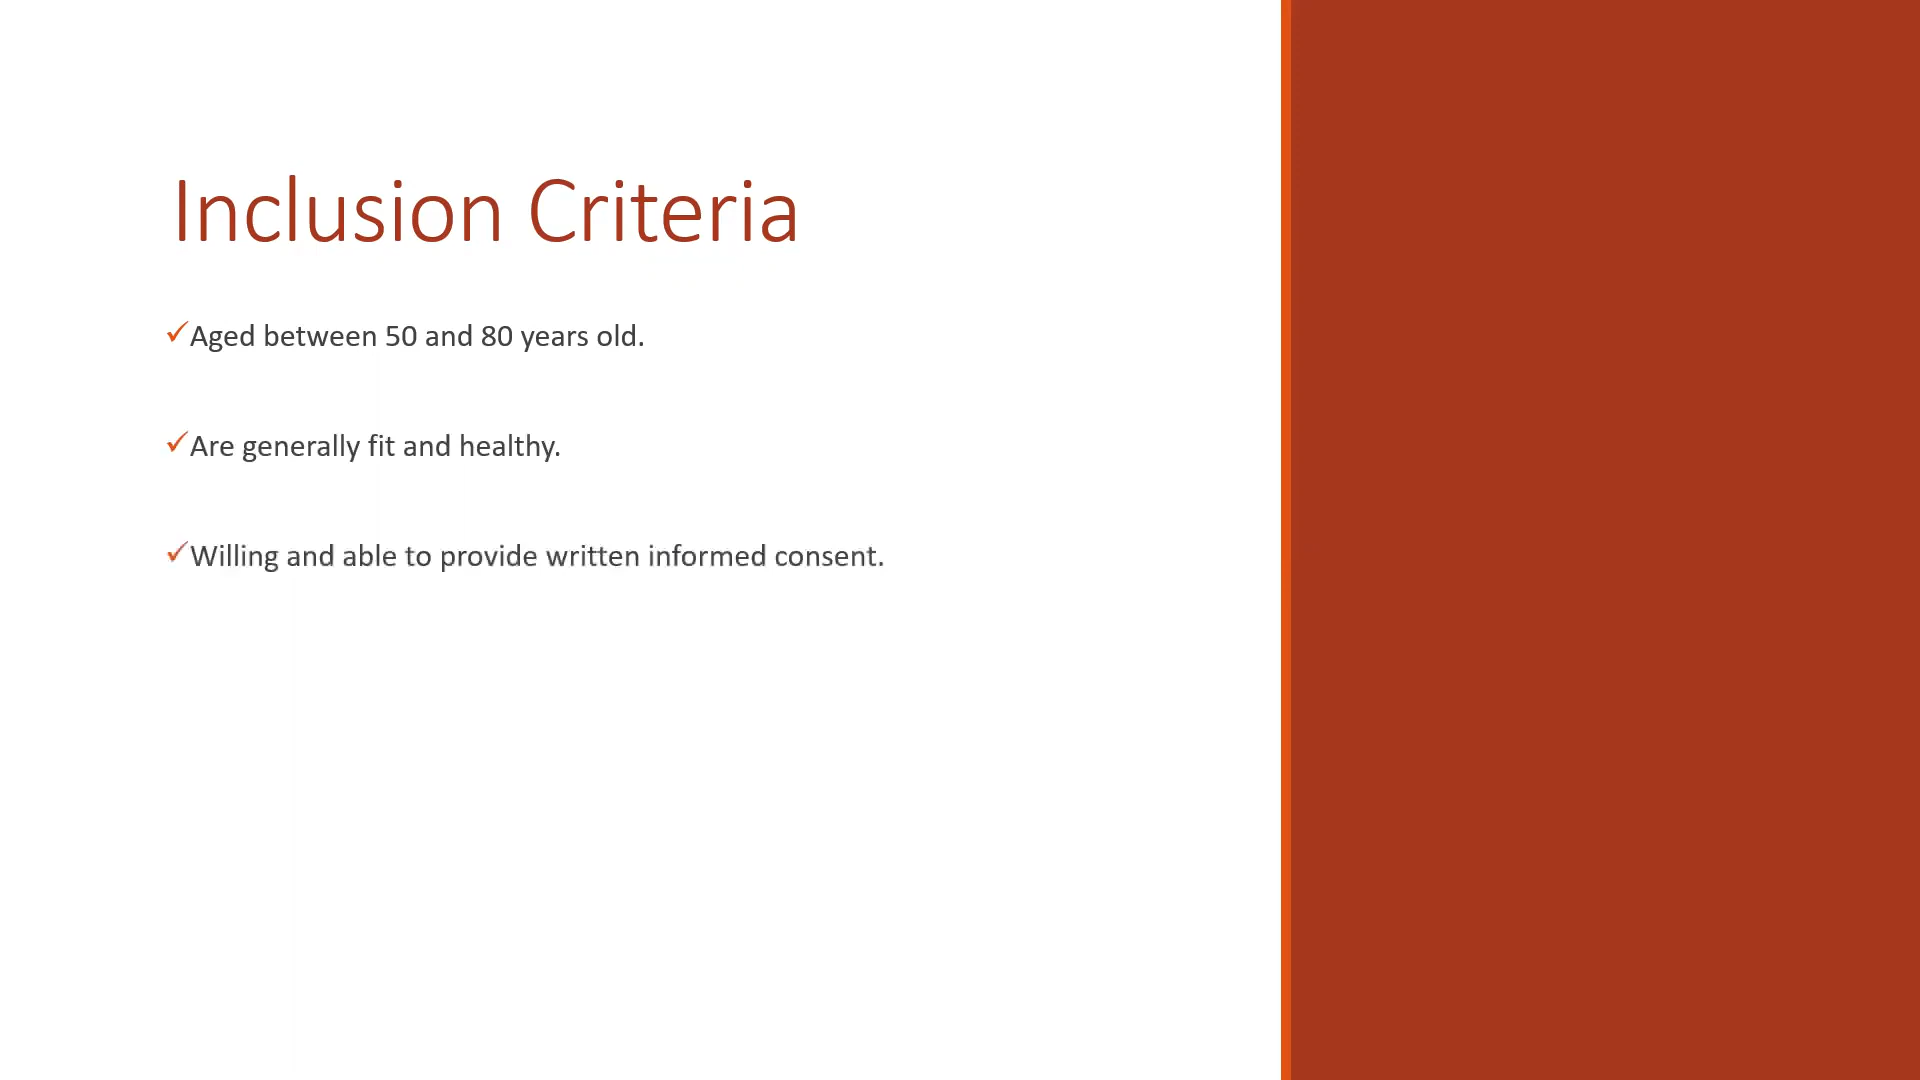 Inclusion Criteria
✓Aged between 50 and 80 years old.
✓Are generally fit and healthy.
✓Willing and able to provide written informed consent.